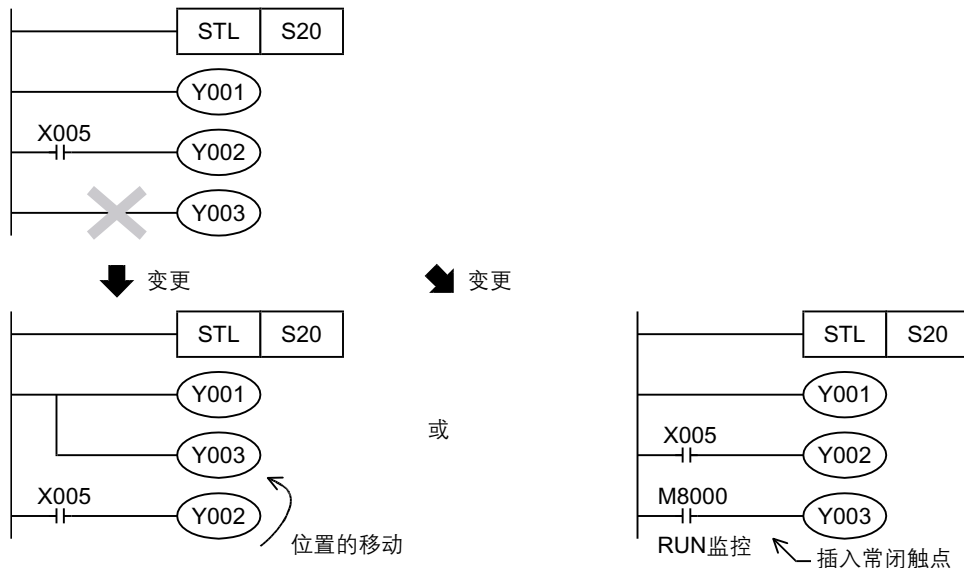 STL S20
Y001
X005
Y002
Y003
变更
变更
STL S20
Y001
Y003
X005
Y002
位置的移动
或
STL S20
Y001
X005
Y002
M8000
Y003
RUN监控
插入常闭触点